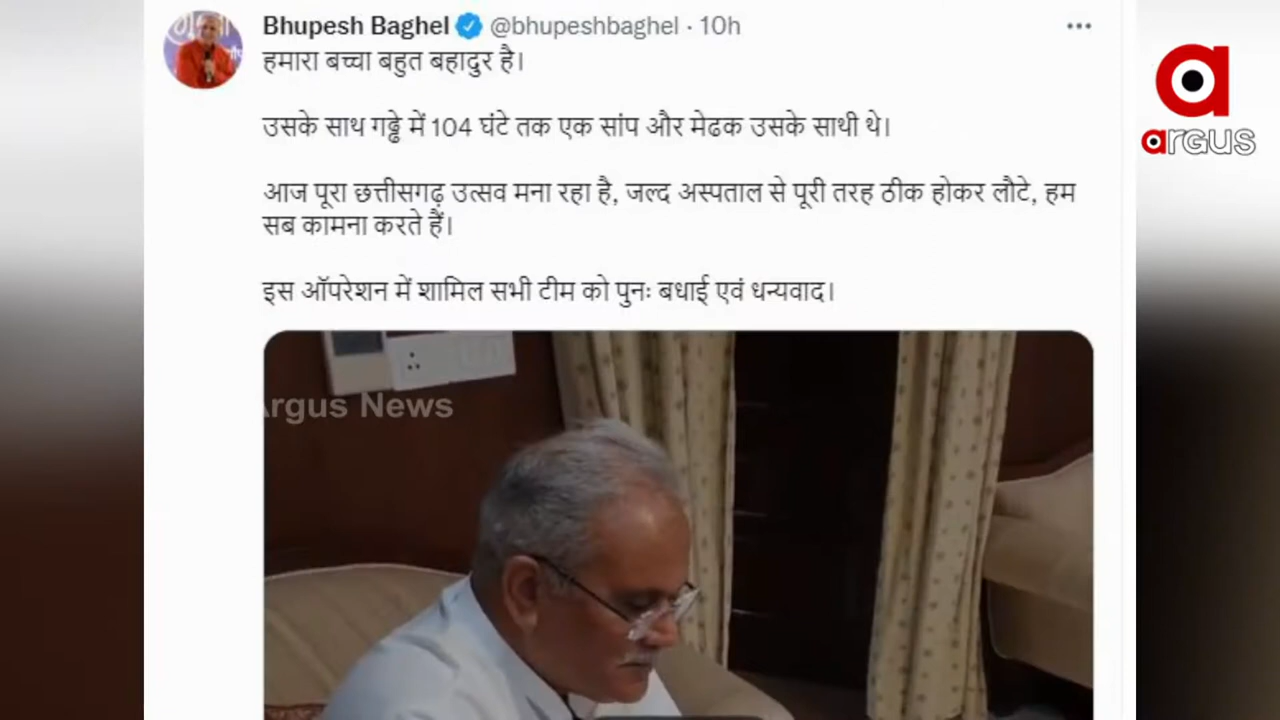 Bhupesh Baghel @bhupeshbaghel · 10h
हमारा बच्चा बहुत बहादुर है।
उसके साथ गड्ढे में 104 घंटे तक एक सांप और मेढक उसके साथी थे।
आज पूरा छत्तीसगढ़ उत्सव मना रहा है, जल्द अस्पताल से पूरी तरह ठीक होकर लौटे, हम
सब कामना करते हैं।
इस ऑपरेशन में शामिल सभी टीम को पुनः बधाई एवं धन्यवाद।
Argus News
argus